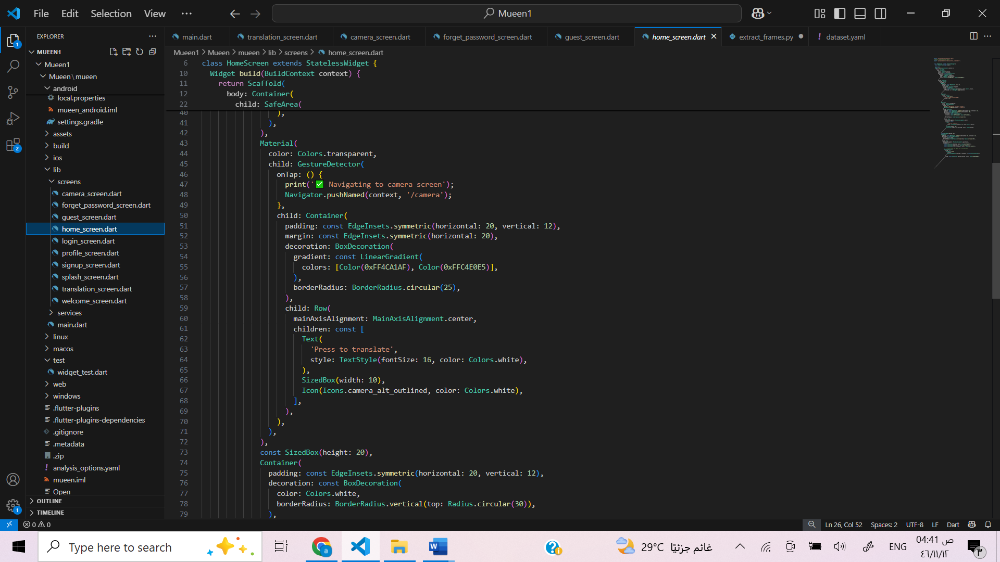 File Edit Selection View ···
Mueen1
EXPLORER
MUEEN1
Mueen1
Mueen\mueen
android
local.properties
mueen_android.iml
settings.gradle
assets
build
ios
lib
screens
camera_screen.dart
forget_password_screen.dart
guest_screen.dart
home_screen.dart
login_screen.dart
profile_screen.dart
signup_screen.dart
splash_screen.dart
translation_screen.dart
welcome_screen.dart
services
main.dart
linux
macos
test
widget_test.dart
web
windows
.flutter-plugins
.flutter-plugins-dependencies
.gitignore
.metadata
.zip
analysis_options.yaml
mueen.iml
Open
OUTLINE
TIMELINE
main.dart translation_screen.dart camera_screen.dart forget_password_screen.dart guest_screen.dart home_screen.dart extract_frames.py dataset.yaml
Mueen1 > Mueen > mueen > lib > screens > home_screen.dart
6 class HomeScreen extends StatelessWidget {
10 Widget build(BuildContext context) {
11 return Scaffold(
12 body: Container(
22 child: SafeArea(
40 ),
41 ),
42 ),
43 Material(
44 color: Colors.transparent,
45 child: GestureDetector(
46 onTap: () {
47 print('✅ Navigating to camera screen');
48 Navigator.pushNamed(context, '/camera');
49 },
50 child: Container(
51 padding: const EdgeInsets.symmetric(horizontal: 20, vertical: 12),
52 margin: const EdgeInsets.symmetric(horizontal: 20),
53 decoration: BoxDecoration(
54 gradient: const LinearGradient(
55 colors: [Color(0xFF4CA1AF), Color(0xFFC4E0E5)],
56 ),
57 borderRadius: BorderRadius.circular(25),
58 ),
59 child: Row(
60 mainAxisAlignment: MainAxisAlignment.center,
61 children: const [
62 Text(
63 'Press to translate',
64 style: TextStyle(fontSize: 16, color: Colors.white),
65 ),
66 SizedBox(width: 10),
67 Icon(Icons.camera_alt_outlined, color: Colors.white),
68 ],
69 ),
70 ),
71 ),
72 ),
73 const SizedBox(height: 20),
74 Container(
75 padding: const EdgeInsets.symmetric(horizontal: 20, vertical: 12),
76 decoration: const BoxDecoration(
77 color: Colors.white,
78 borderRadius: BorderRadius.vertical(top: Radius.circular(30)),
79 ),
0 0 Ln 26, Col 52 Spaces: 2 UTF-8 LF Dart
Type here to search
29°C غائم جزئيًا
ENG
04:41 ص
٤٦/١١/١٢
٣